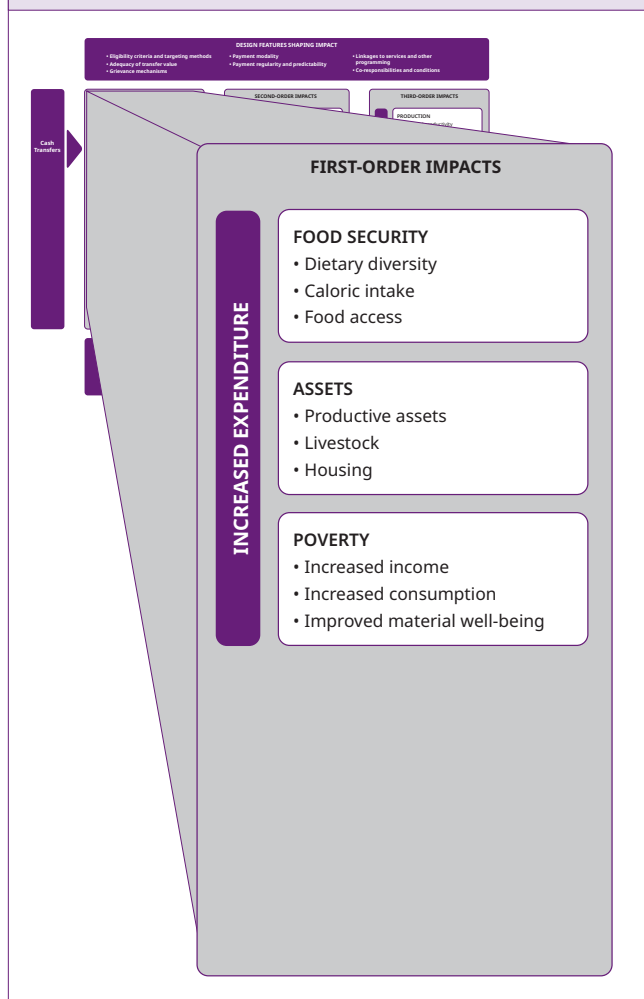 DESIGN FEATURES SHAPING IMPACT
• Eligibility criteria and targeting methods
• Adequacy of transfer value
• Grievance mechanisms
• Payment modality
• Payment regularity and predictability
• Linkages to services and other
programming
• Co-responsibilities and conditions
Cash
Transfers
SECOND-ORDER IMPACTS
THIRD-ORDER IMPACTS
PRODUCTION
FIRST-ORDER IMPACTS
INCREASED EXPENDITURE
FOOD SECURITY
• Dietary diversity
• Caloric intake
• Food access
ASSETS
• Productive assets
• Livestock
• Housing
POVERTY
• Increased income
• Increased consumption
• Improved material well-being